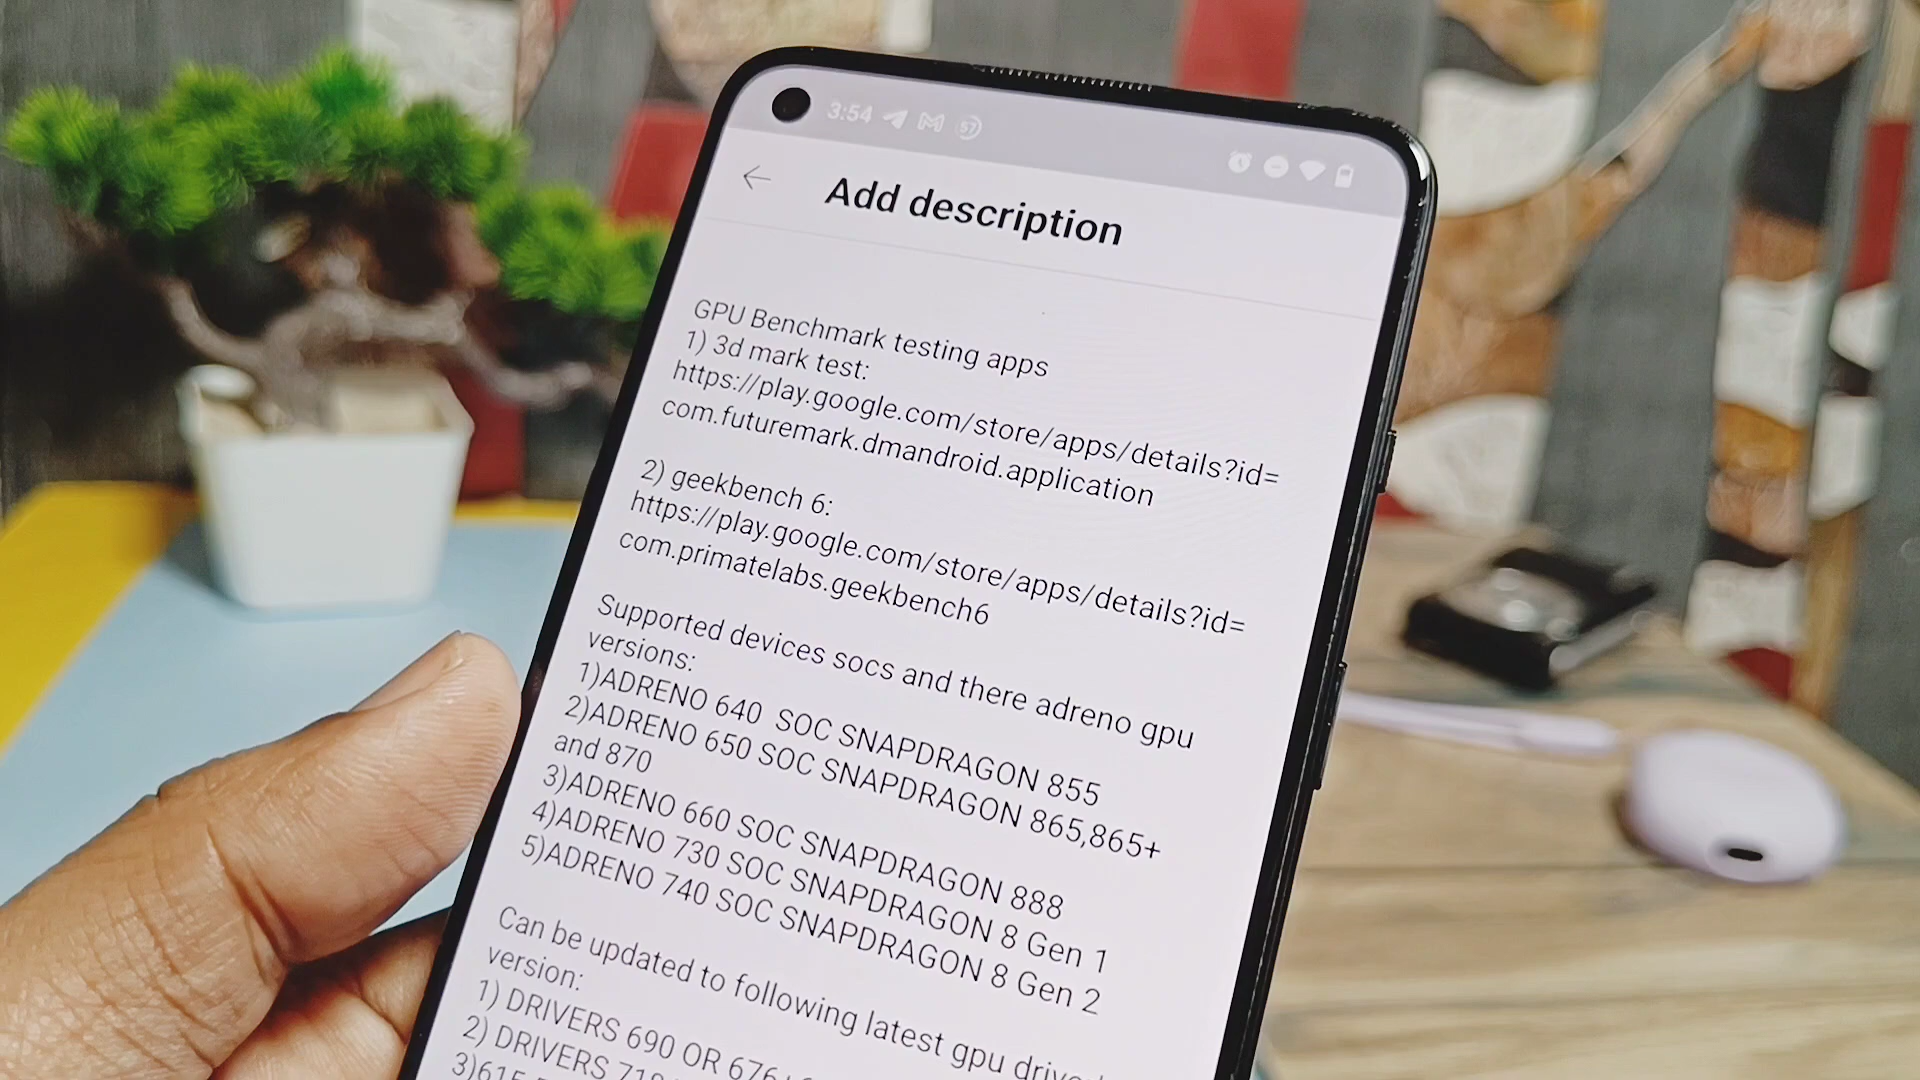 3:54
57
Add description
GPU Benchmark testing apps
1) 3d mark test:
https://play.google.com/store/apps/details?id=
com.futuremark.dmandroid.application
2) geekbench 6:
https://play.google.com/store/apps/details?id=
com.primatelabs.geekbench6
Supported devices socs and there adreno gpu
versions:
1)ADRENO 640 SOC SNAPDRAGON 855
2)ADRENO 650 SOC SNAPDRAGON 865,865+
and 870
3)ADRENO 660 SOC SNAPDRAGON 888
4)ADRENO 730 SOC SNAPDRAGON 8 Gen 1
5)ADRENO 740 SOC SNAPDRAGON 8 Gen 2
Can be updated to following latest gpu
version:
1) DRIVERS 690 OR
2) DRIVERS